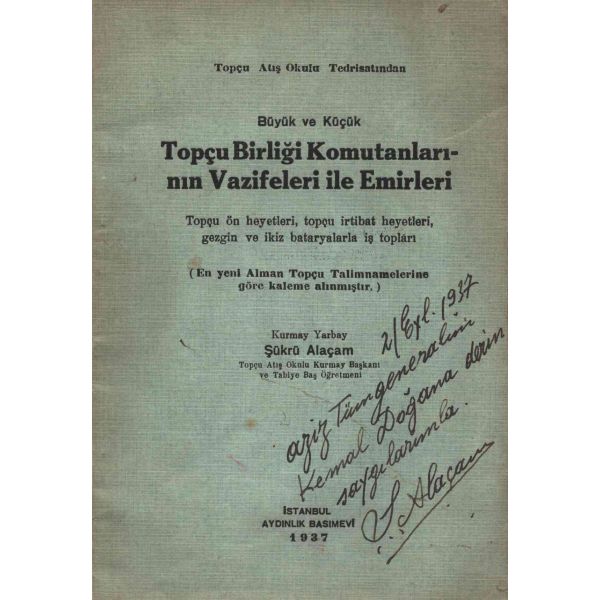 Topçu Atış Okulu Tedrisatından
Büyük ve Küçük
Topçu Birliği Komutanları-
nın Vazifeleri ile Emirleri
Topçu ön heyetleri, topçu irtibat heyetleri,
gezgin ve ikiz bataryalarla iş topları
(En yeni Alman Topçu Talimnamelerine
göre kaleme alınmıştır.)
Kurmay Yarbay
Şükrü Alaçam
Topçu Atış Okulu Kurmay Başkanı
ve Tabiye Baş Öğretmeni
2/Eyl. 1937
aziz Tümgeneralim
Kemal Doğana derin
saygılarımla.
Ş. Alaçam
İSTANBUL
AYDINLIK BASIMEVİ
1937